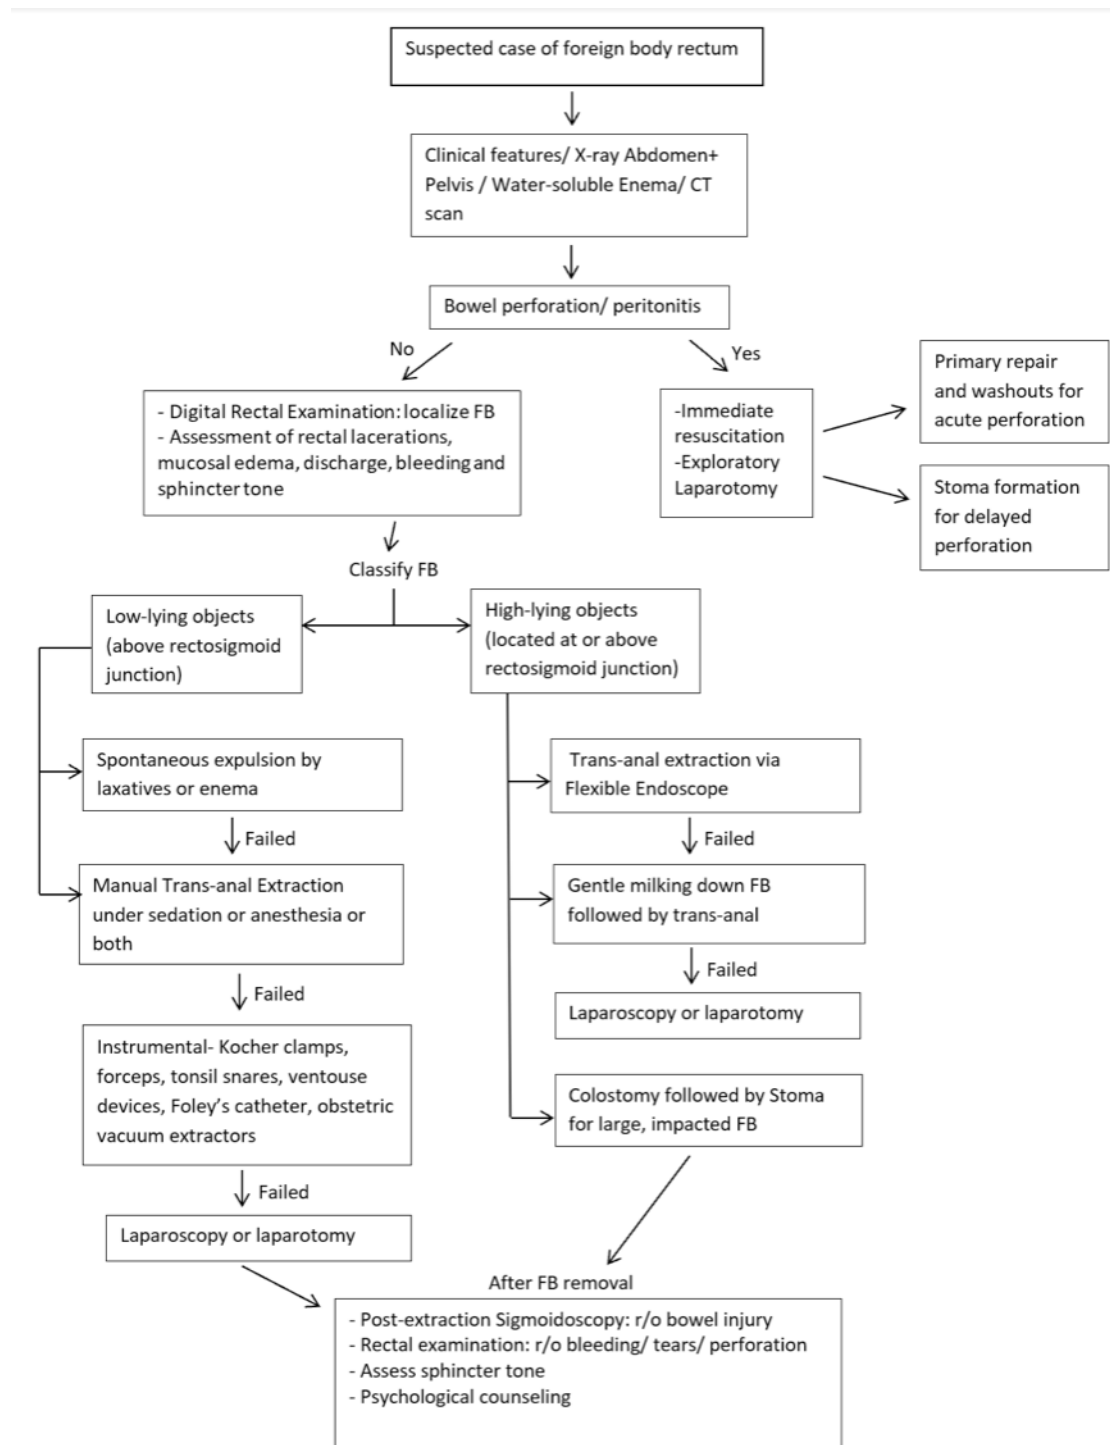 Suspected case of foreign body rectum
Clinical features/ X-ray Abdomen+
Pelvis / Water-soluble Enema/ CT
scan
Bowel perforation/ peritonitis
No
Yes
- Digital Rectal Examination: localize FB
- Assessment of rectal lacerations,
mucosal edema, discharge, bleeding and
sphincter tone
-Immediate
resuscitation
-Exploratory
Laparotomy
Primary repair
and washouts for
acute perforation
Stoma formation
for delayed
perforation
Classify FB
Low-lying objects
(above rectosigmoid
junction)
High-lying objects
(located at or above
rectosigmoid junction)
Spontaneous expulsion by
laxatives or enema
Failed
Manual Trans-anal Extraction
under sedation or anesthesia or
both
Failed
Instrumental- Kocher clamps,
forceps, tonsil snares, ventouse
devices, Foley's catheter, obstetric
vacuum extractors
Failed
Laparoscopy or laparotomy
Trans-anal extraction via
Flexible Endoscope
Failed
Gentle milking down FB
followed by trans-anal
Failed
Laparoscopy or laparotomy
Colostomy followed by Stoma
for large, impacted FB
After FB removal
- Post-extraction Sigmoidoscopy: r/o bowel injury
- Rectal examination: r/o bleeding/ tears/ perforation
- Assess sphincter tone
- Psychological counseling